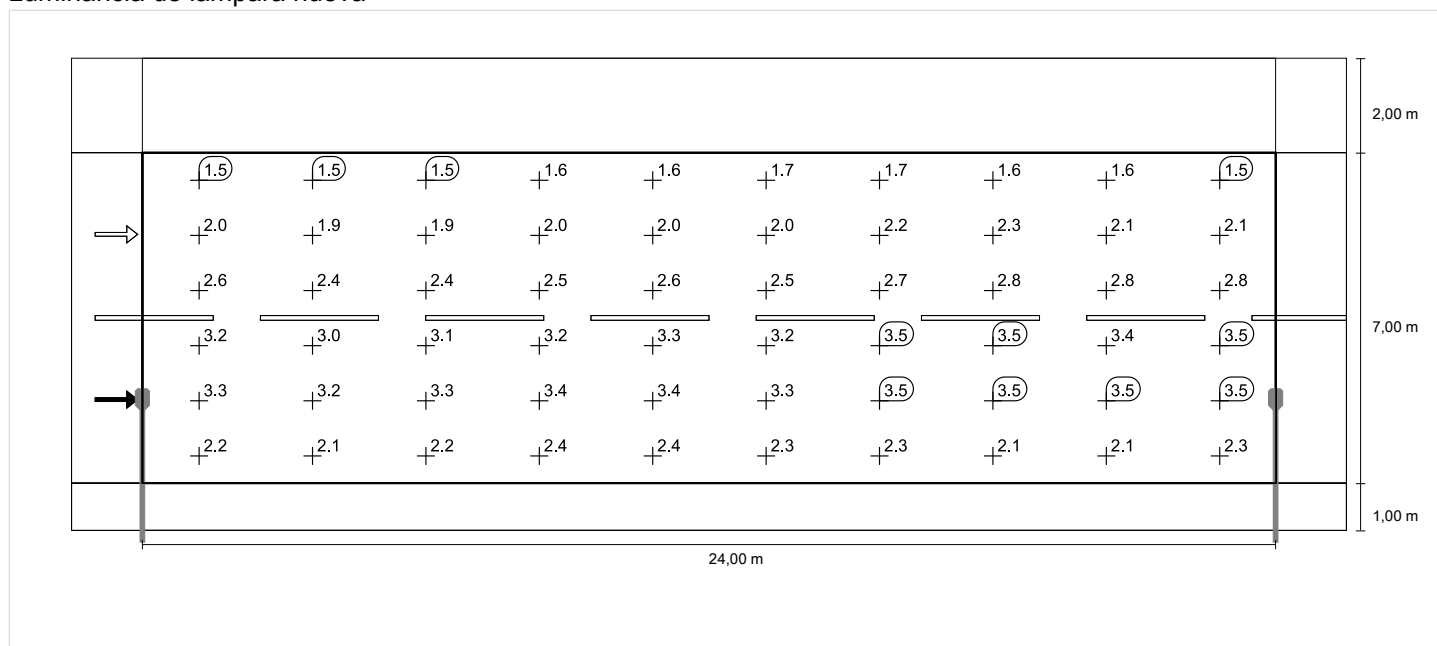 Luminancia de lámpara nueva
2,00 m
1.5 1.5 1.5 1.6 1.6 1.7 1.7 1.6 1.6 1.5
2.0 1.9 1.9 2.0 2.0 2.0 2.2 2.3 2.1 2.1
2.6 2.4 2.4 2.5 2.6 2.5 2.7 2.8 2.8 2.8
7,00 m
3.2 3.0 3.1 3.2 3.3 3.2 3.5 3.5 3.4 3.5
3.3 3.2 3.3 3.4 3.4 3.3 3.5 3.5 3.5 3.5
2.2 2.1 2.2 2.4 2.4 2.3 2.3 2.1 2.1 2.3
1,00 m
24,00 m